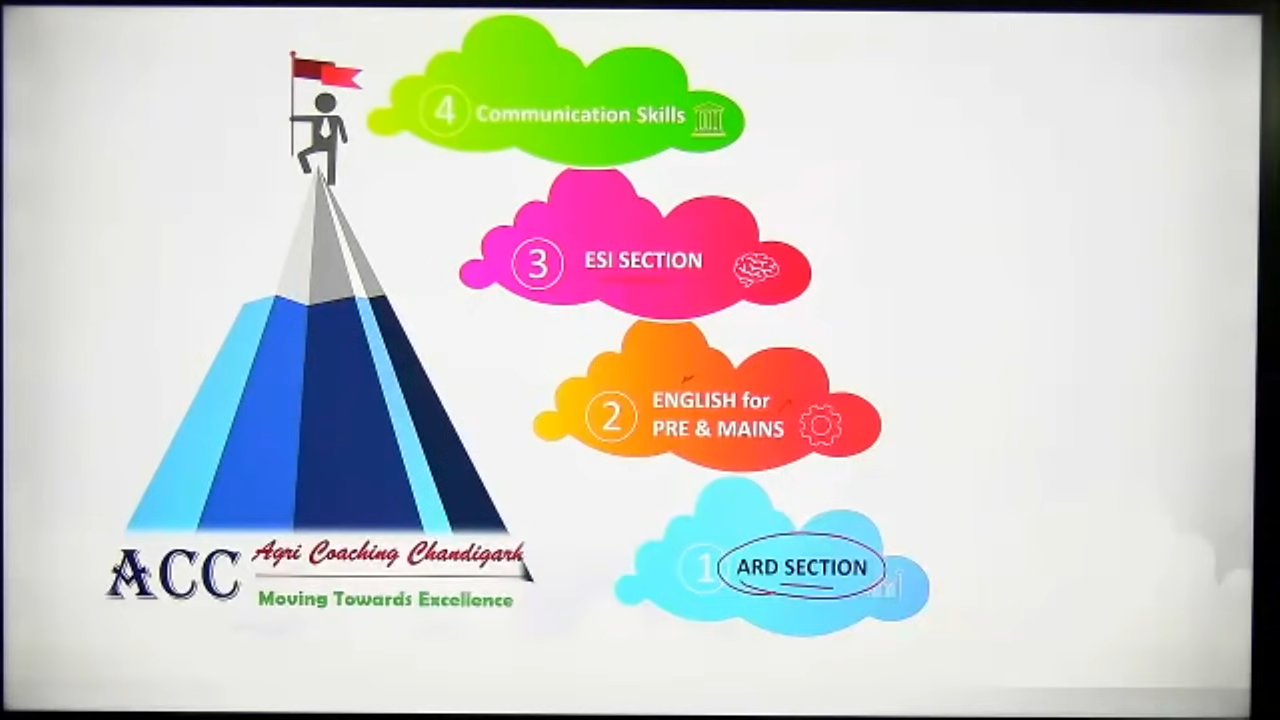 4 Communication Skills
3 ESI SECTION
2 ENGLISH for
PRE & MAINS
1 ARD SECTION
ACC Agri Coaching Chandigarh
Moving Towards Excellence